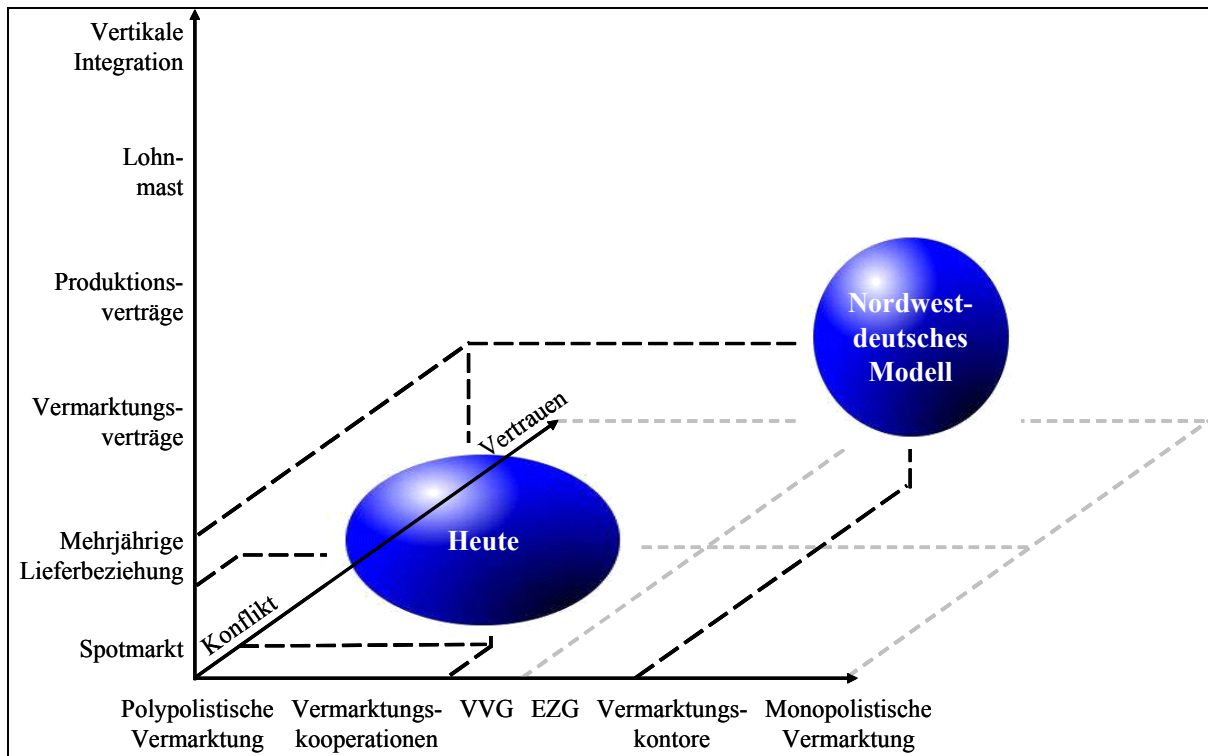 Vertikale
Integration
Lohn-
mast
Produktions-
verträge
Vermarktungs-
verträge
Mehrjährige
Lieferbeziehung
Spotmarkt
Nordwest-
deutsches
Modell
Vertrauen
Heute
Konflikt
Polypolistische
Vermarktung
Vermarktungs-
kooperationen
VVG
EZG
Vermarktungs-
kontore
Monopolistische
Vermarktung